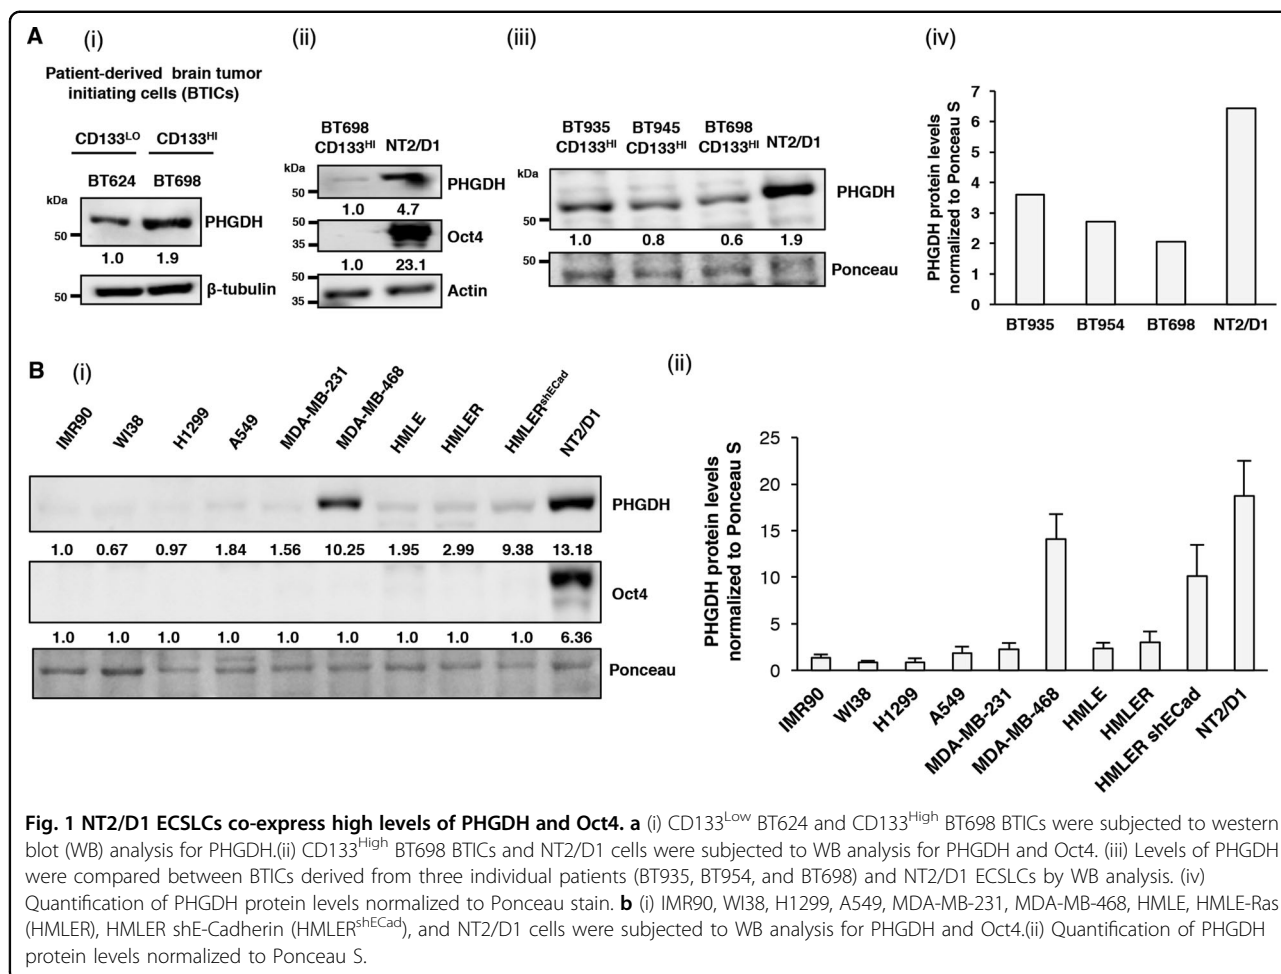 A
(i)
Patient-derived brain tumor
initiating cells (BTICs)
CD133LO CD133HI
BT624 BT698
kDa
50
PHGDH
1.0 1.9
50
β-tubulin
(ii)
BT698
CD133HI NT2/D1
kDa
50
PHGDH
1.0 4.7
50
35
Oct4
1.0 23.1
50
35
Actin
(iii)
BT935 BT945 BT698
CD133HI CD133HI CD133HI NT2/D1
kDa
50
PHGDH
1.0 0.8 0.6 1.9
50
Ponceau
(iv)
PHGDH protein levels
normalized to Ponceau S
7
6
5
4
3
2
1
0
BT935 BT954 BT698 NT2/D1
B
(i)
IMR90 WI38 H1299 A549 MDA-MB-231 MDA-MB-468 HMLE HMLER HMLERshECad NT2/D1
PHGDH
1.0 0.67 0.97 1.84 1.56 10.25 1.95 2.99 9.38 13.18
Oct4
1.0 1.0 1.0 1.0 1.0 1.0 1.0 1.0 1.0 6.36
Ponceau
(ii)
PHGDH protein levels
normalized to Ponceau S
25
20
15
10
5
0
IMR90 WI38 H1299 A549 MDA-MB-231 MDA-MB-468 HMLE HMLER HMLER shECad NT2/D1
Fig. 1 NT2/D1 ECSLCs co-express high levels of PHGDH and Oct4. a (i) CD133Low BT624 and CD133High BT698 BTICs were subjected to western
blot (WB) analysis for PHGDH.(ii) CD133High BT698 BTICs and NT2/D1 cells were subjected to WB analysis for PHGDH and Oct4. (iii) Levels of PHGDH
were compared between BTICs derived from three individual patients (BT935, BT954, and BT698) and NT2/D1 ECSLCs by WB analysis. (iv)
Quantification of PHGDH protein levels normalized to Ponceau stain. b (i) IMR90, WI38, H1299, A549, MDA-MB-231, MDA-MB-468, HMLE, HMLE-Ras
(HMLER), HMLER shE-Cadherin (HMLERshECad), and NT2/D1 cells were subjected to WB analysis for PHGDH and Oct4.(ii) Quantification of PHGDH
protein levels normalized to Ponceau S.